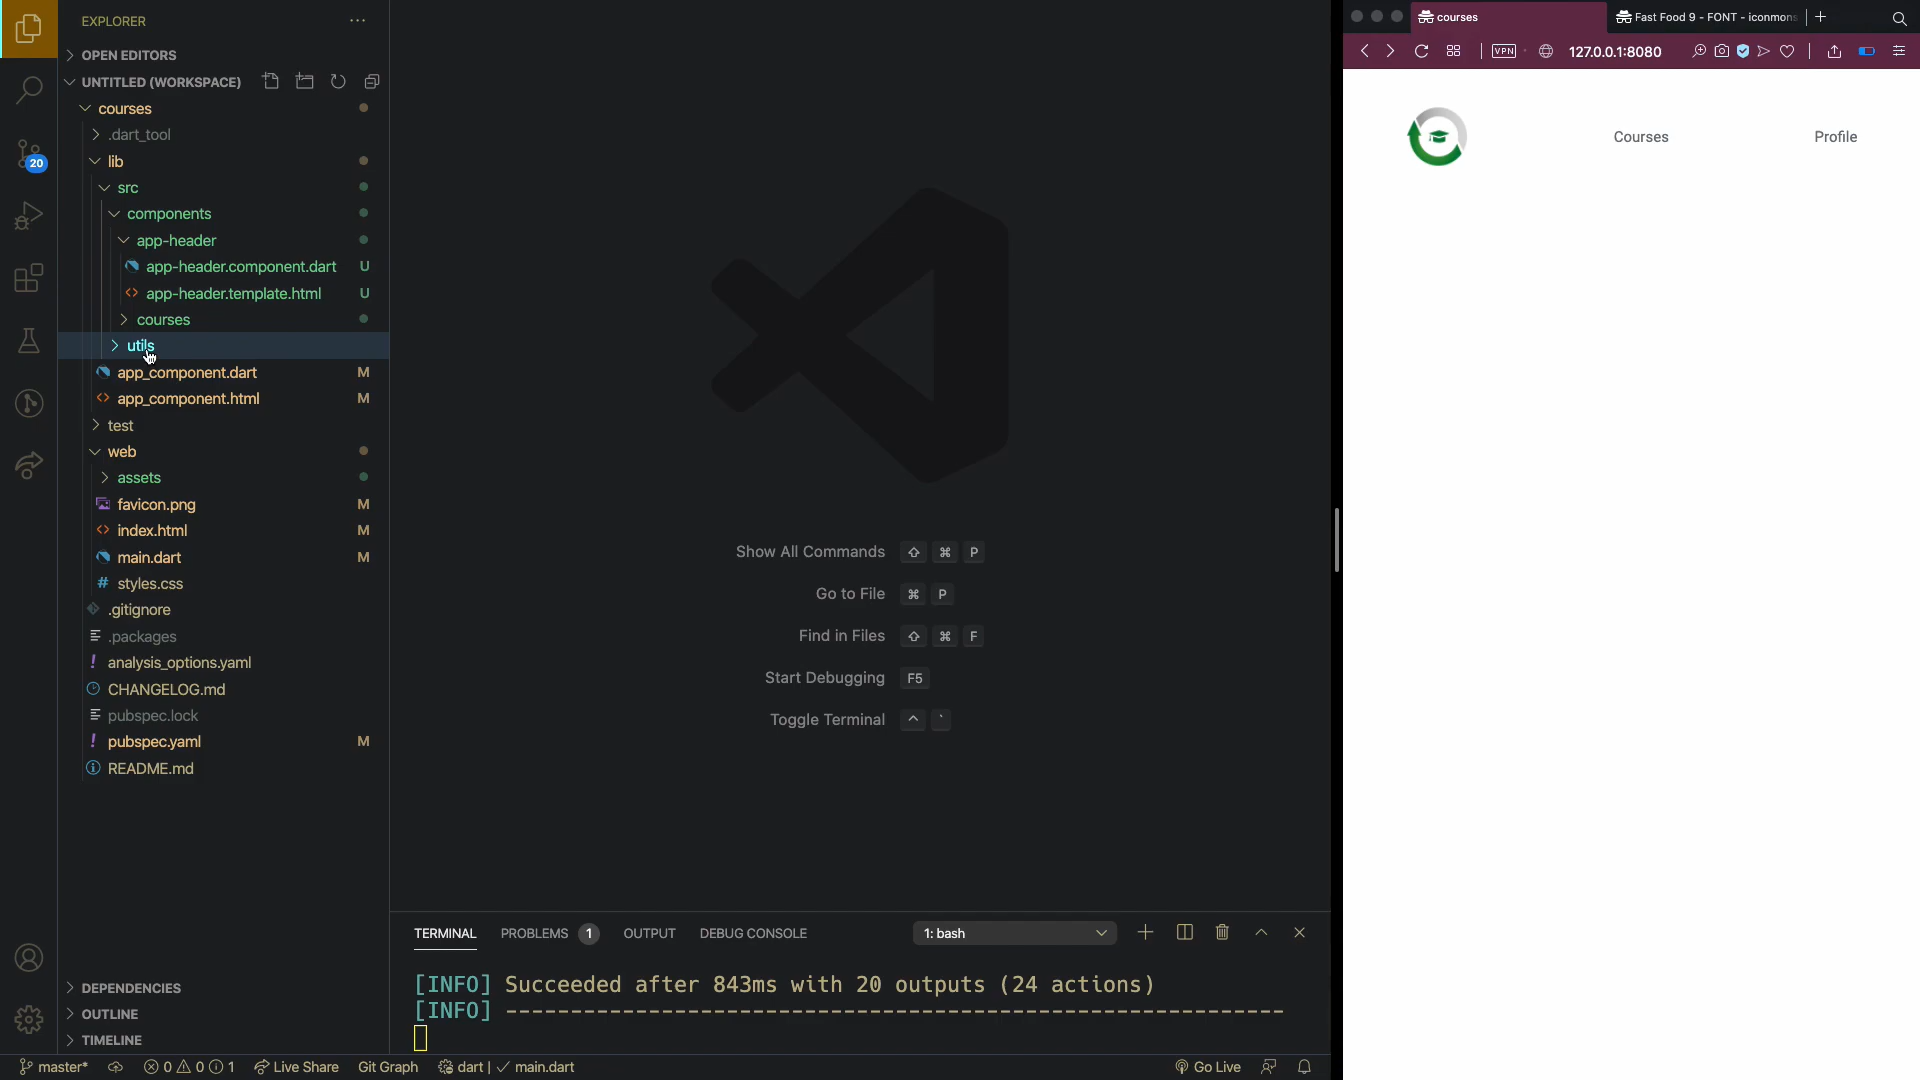 EXPLORER
OPEN EDITORS
UNTITLED (WORKSPACE)
courses
.dart_tool
lib
src
components
app-header
app-header.component.dart U
app-header.template.html U
courses
utils
app_component.dart M
app_component.html M
test
web
assets
favicon.png M
index.html M
main.dart M
styles.css
.gitignore
.packages
analysis_options.yaml
CHANGELOG.md
pubspec.lock
pubspec.yaml M
README.md
DEPENDENCIES
OUTLINE
TIMELINE
20
Show All Commands ⇧ ⌘ P
Go to File ⌘ P
Find in Files ⇧ ⌘ F
Start Debugging F5
Toggle Terminal ^ `
TERMINAL PROBLEMS 1 OUTPUT DEBUG CONSOLE 1: bash
[INFO] Succeeded after 843ms with 20 outputs (24 actions)
[INFO] ------------------------------------------------------------
master* 0 0 1 Live Share Git Graph dart | ✓ main.dart Go Live
courses Fast Food 9 - FONT - iconmons
VPN 127.0.0.1:8080
Courses Profile